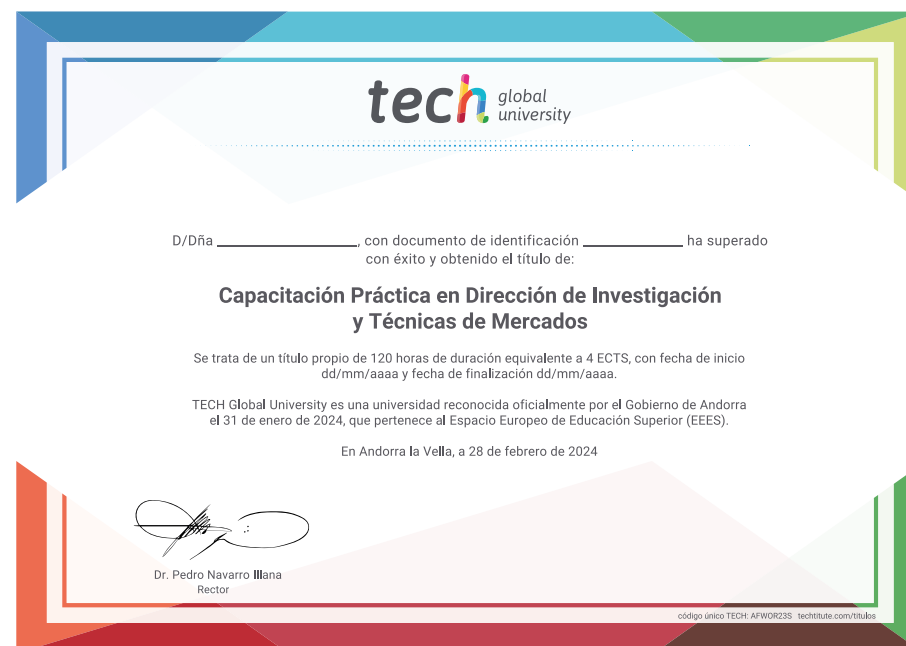 tech global
university
D/Dña ______________, con documento de identificación __________ ha superado
con éxito y obtenido el título de:
Capacitación Práctica en Dirección de Investigación
y Técnicas de Mercados
Se trata de un título propio de 120 horas de duración equivalente a 4 ECTS, con fecha de inicio
dd/mm/aaaa y fecha de finalización dd/mm/aaaa.
TECH Global University es una universidad reconocida oficialmente por el Gobierno de Andorra
el 31 de enero de 2024, que pertenece al Espacio Europeo de Educación Superior (EEES).
En Andorra la Vella, a 28 de febrero de 2024
Dr. Pedro Navarro Illana
Rector
código único TECH: AFWOR23S techtitute.com/titulos